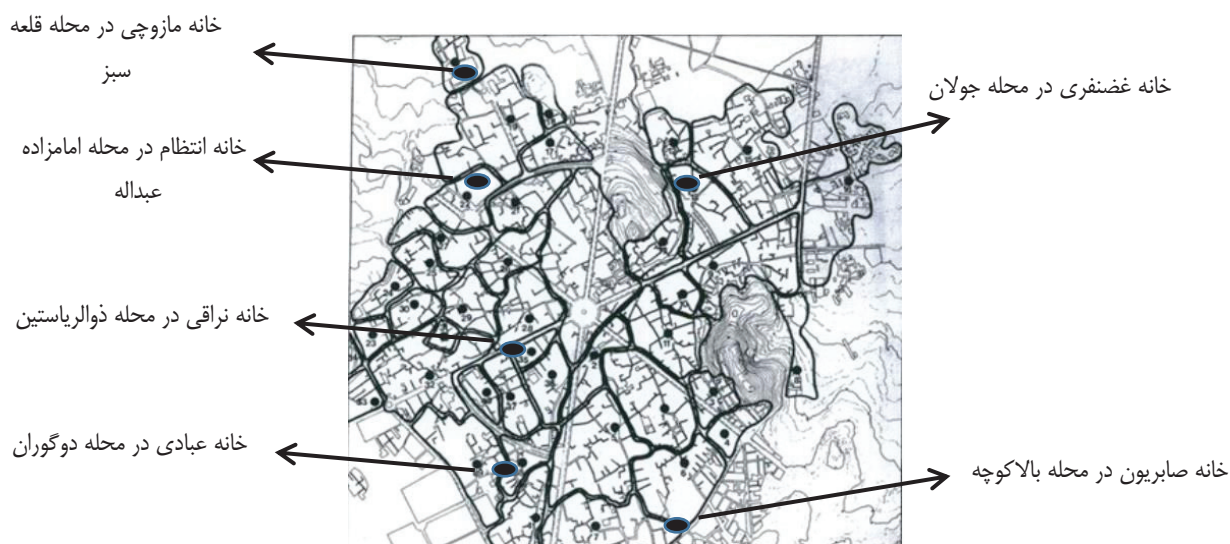 خانه مازوچی در محله قلعه
سبز
خانه غضنفری در محله جولان
خانه انتظام در محله امامزاده
عبداله
خانه نراقی در محله ذوالریاستین
خانه عبادی در محله دوگوران
خانه صابریون در محله بالاکوچه